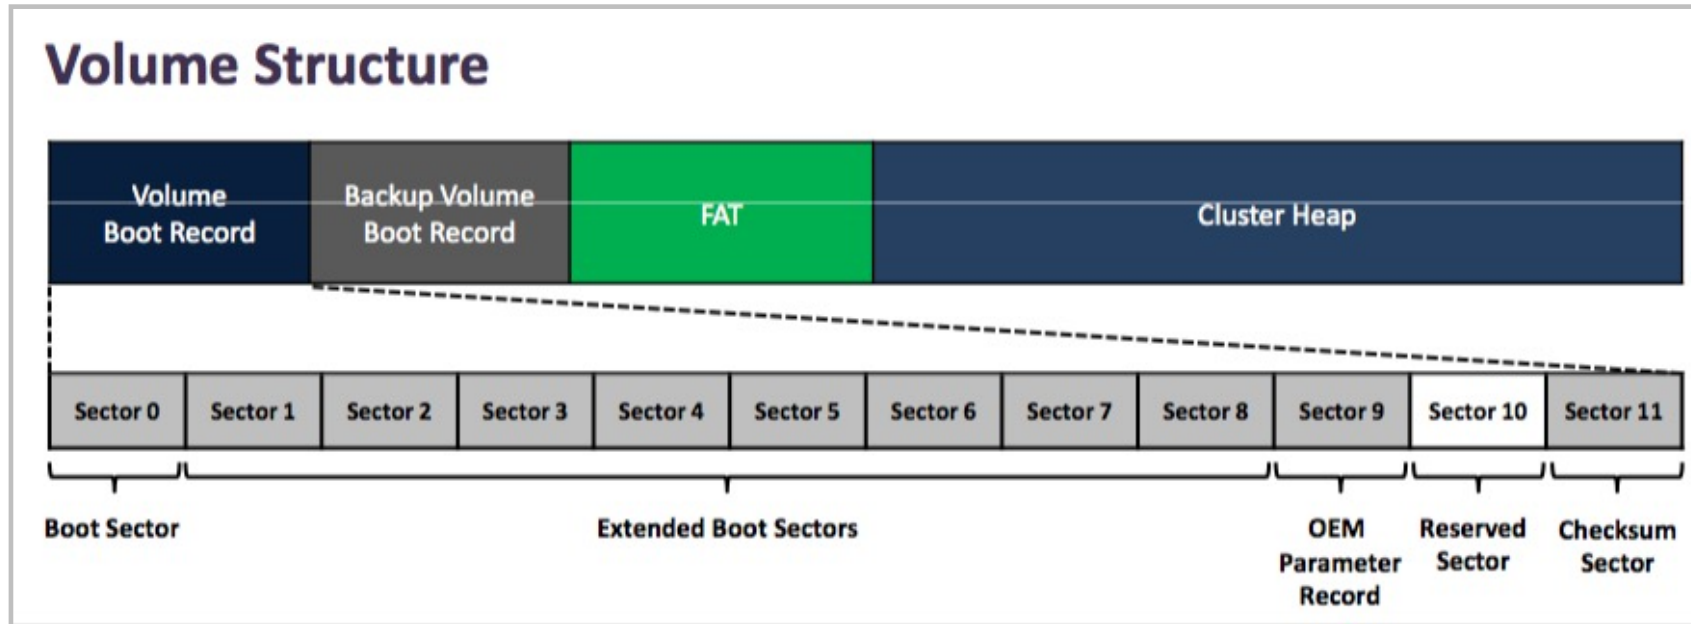 Volume Structure
Volume
Boot Record
Backup Volume
Boot Record
FAT
Cluster Heap
Sector 0
Sector 1
Sector 2
Sector 3
Sector 4
Sector 5
Sector 6
Sector 7
Sector 8
Sector 9
Sector 10
Sector 11
Boot Sector
Extended Boot Sectors
OEM
Parameter
Record
Reserved
Sector
Checksum
Sector